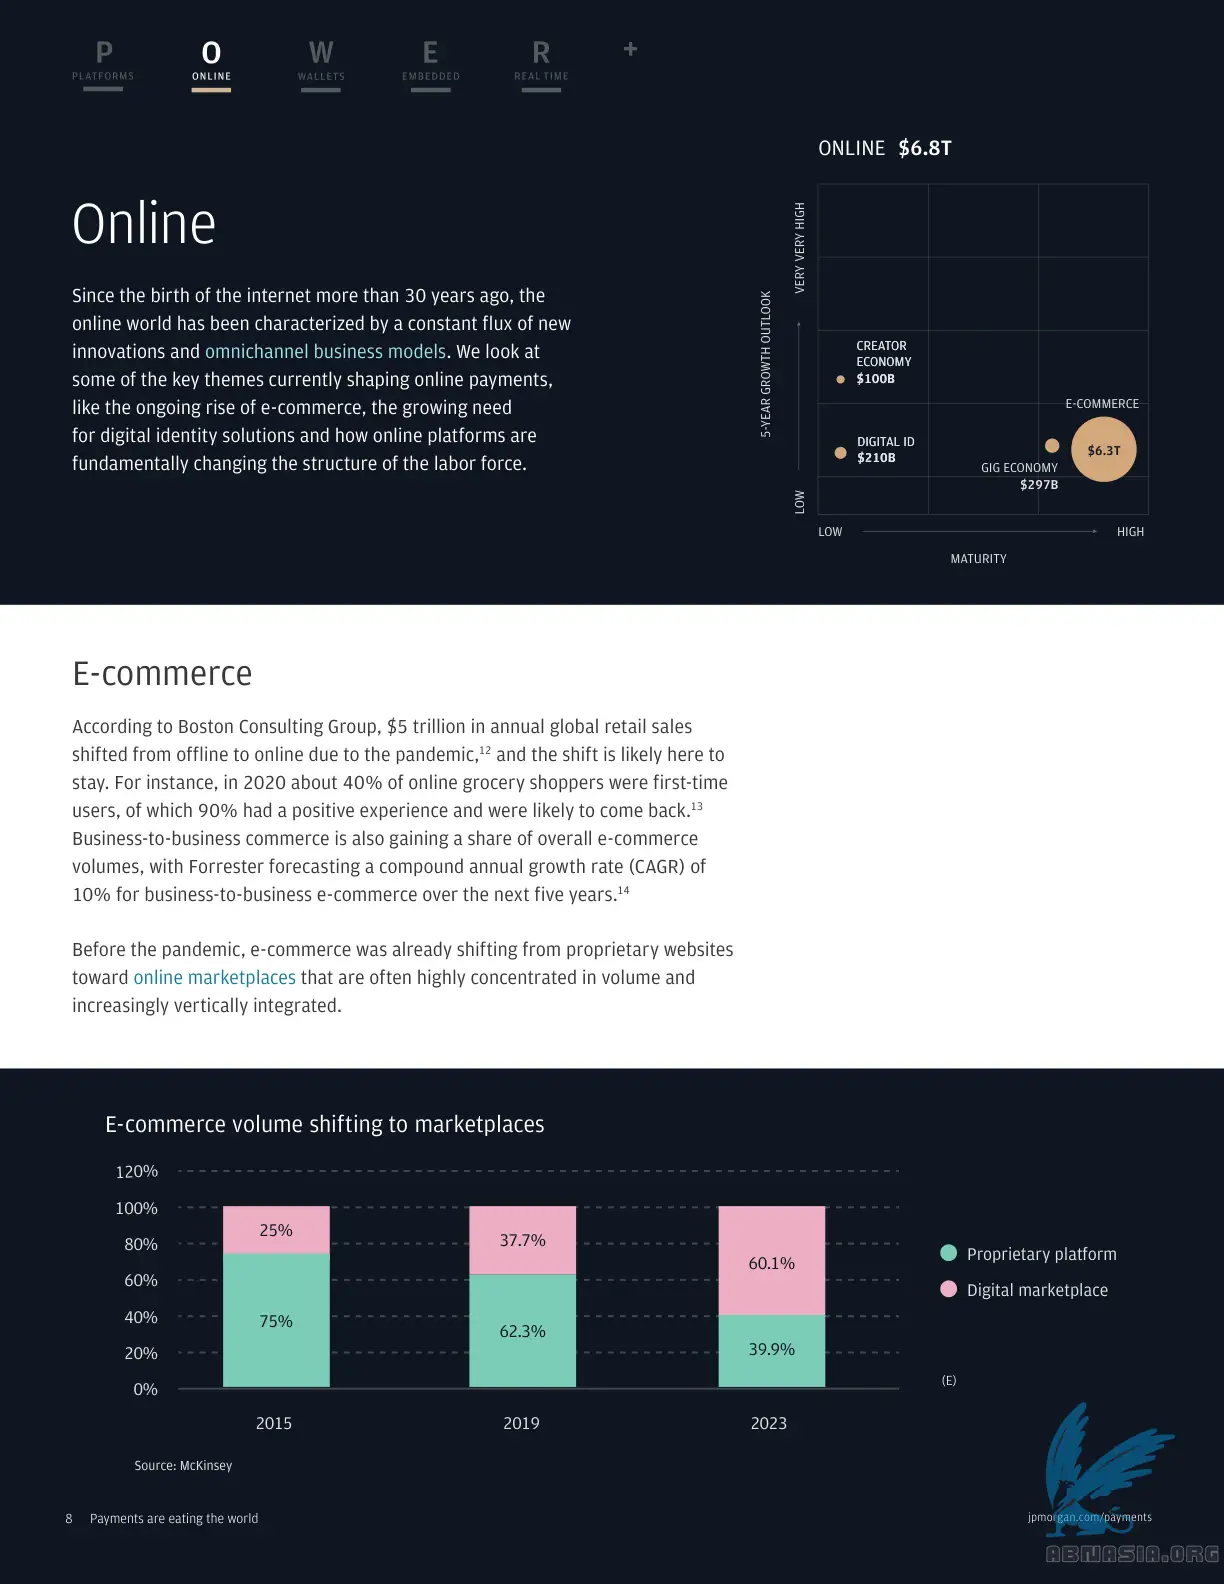 P O W E R +
PLATFORMS ONLINE WALLETS EMBEDDED REAL TIME
ONLINE $6.8T
Online
Since the birth of the internet more than 30 years ago, the
online world has been characterized by a constant flux of new
innovations and omnichannel business models. We look at
some of the key themes currently shaping online payments,
like the ongoing rise of e-commerce, the growing need
for digital identity solutions and how online platforms are
fundamentally changing the structure of the labor force.
5-YEAR GROWTH OUTLOOK
VERY VERY HIGH
LOW
CREATOR
ECONOMY
$100B
E-COMMERCE
$6.3T
DIGITAL ID
$210B
GIG ECONOMY
$297B
LOW HIGH
MATURITY
E-commerce
According to Boston Consulting Group, $5 trillion in annual global retail sales
shifted from offline to online due to the pandemic,12 and the shift is likely here to
stay. For instance, in 2020 about 40% of online grocery shoppers were first-time
users, of which 90% had a positive experience and were likely to come back.13
Business-to-business commerce is also gaining a share of overall e-commerce
volumes, with Forrester forecasting a compound annual growth rate (CAGR) of
10% for business-to-business e-commerce over the next five years.14
Before the pandemic, e-commerce was already shifting from proprietary websites
toward online marketplaces that are often highly concentrated in volume and
increasingly vertically integrated.
E-commerce volume shifting to marketplaces
120%
100%
80%
60%
40%
20%
0%
25% 37.7% 60.1%
75% 62.3% 39.9%
2015 2019 2023
Proprietary platform
Digital marketplace
(E)
Source: McKinsey
8 Payments are eating the world
jpmorgan.com/payments
ABNASIA.ORG